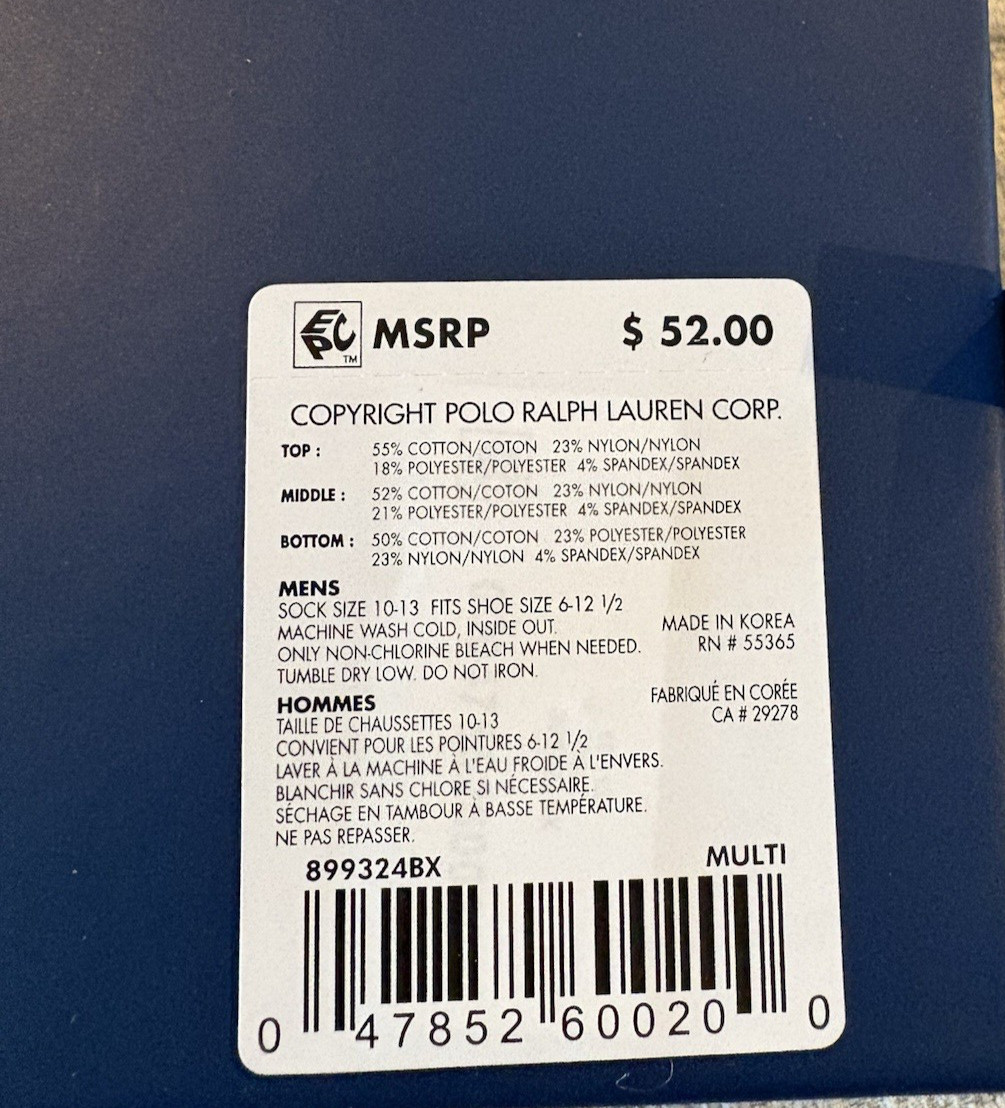 EPC TM MSRP $ 52.00
COPYRIGHT POLO RALPH LAUREN CORP.
TOP : 55% COTTON/COTON 23% NYLON/NYLON
18% POLYESTER/POLYESTER 4% SPANDEX/SPANDEX
MIDDLE : 52% COTTON/COTON 23% NYLON/NYLON
21% POLYESTER/POLYESTER 4% SPANDEX/SPANDEX
BOTTOM : 50% COTTON/COTON 23% POLYESTER/POLYESTER
23% NYLON/NYLON 4% SPANDEX/SPANDEX
MENS
SOCK SIZE 10-13 FITS SHOE SIZE 6-12 1/2
MACHINE WASH COLD, INSIDE OUT.
ONLY NON-CHLORINE BLEACH WHEN NEEDED.
TUMBLE DRY LOW. DO NOT IRON.
MADE IN KOREA
RN # 55365
HOMMES
TAILLE DE CHAUSSETTES 10-13
CONVIENT POUR LES POINTURES 6-12 1/2
LAVER À LA MACHINE À L'EAU FROIDE À L'ENVERS.
BLANCHIR SANS CHLORE SI NÉCESSAIRE.
SÉCHAGE EN TAMBOUR À BASSE TEMPÉRATURE.
NE PAS REPASSER.
FABRIQUÉ EN CORÉE
CA # 29278
899324BX MULTI
0 47852 60020 0